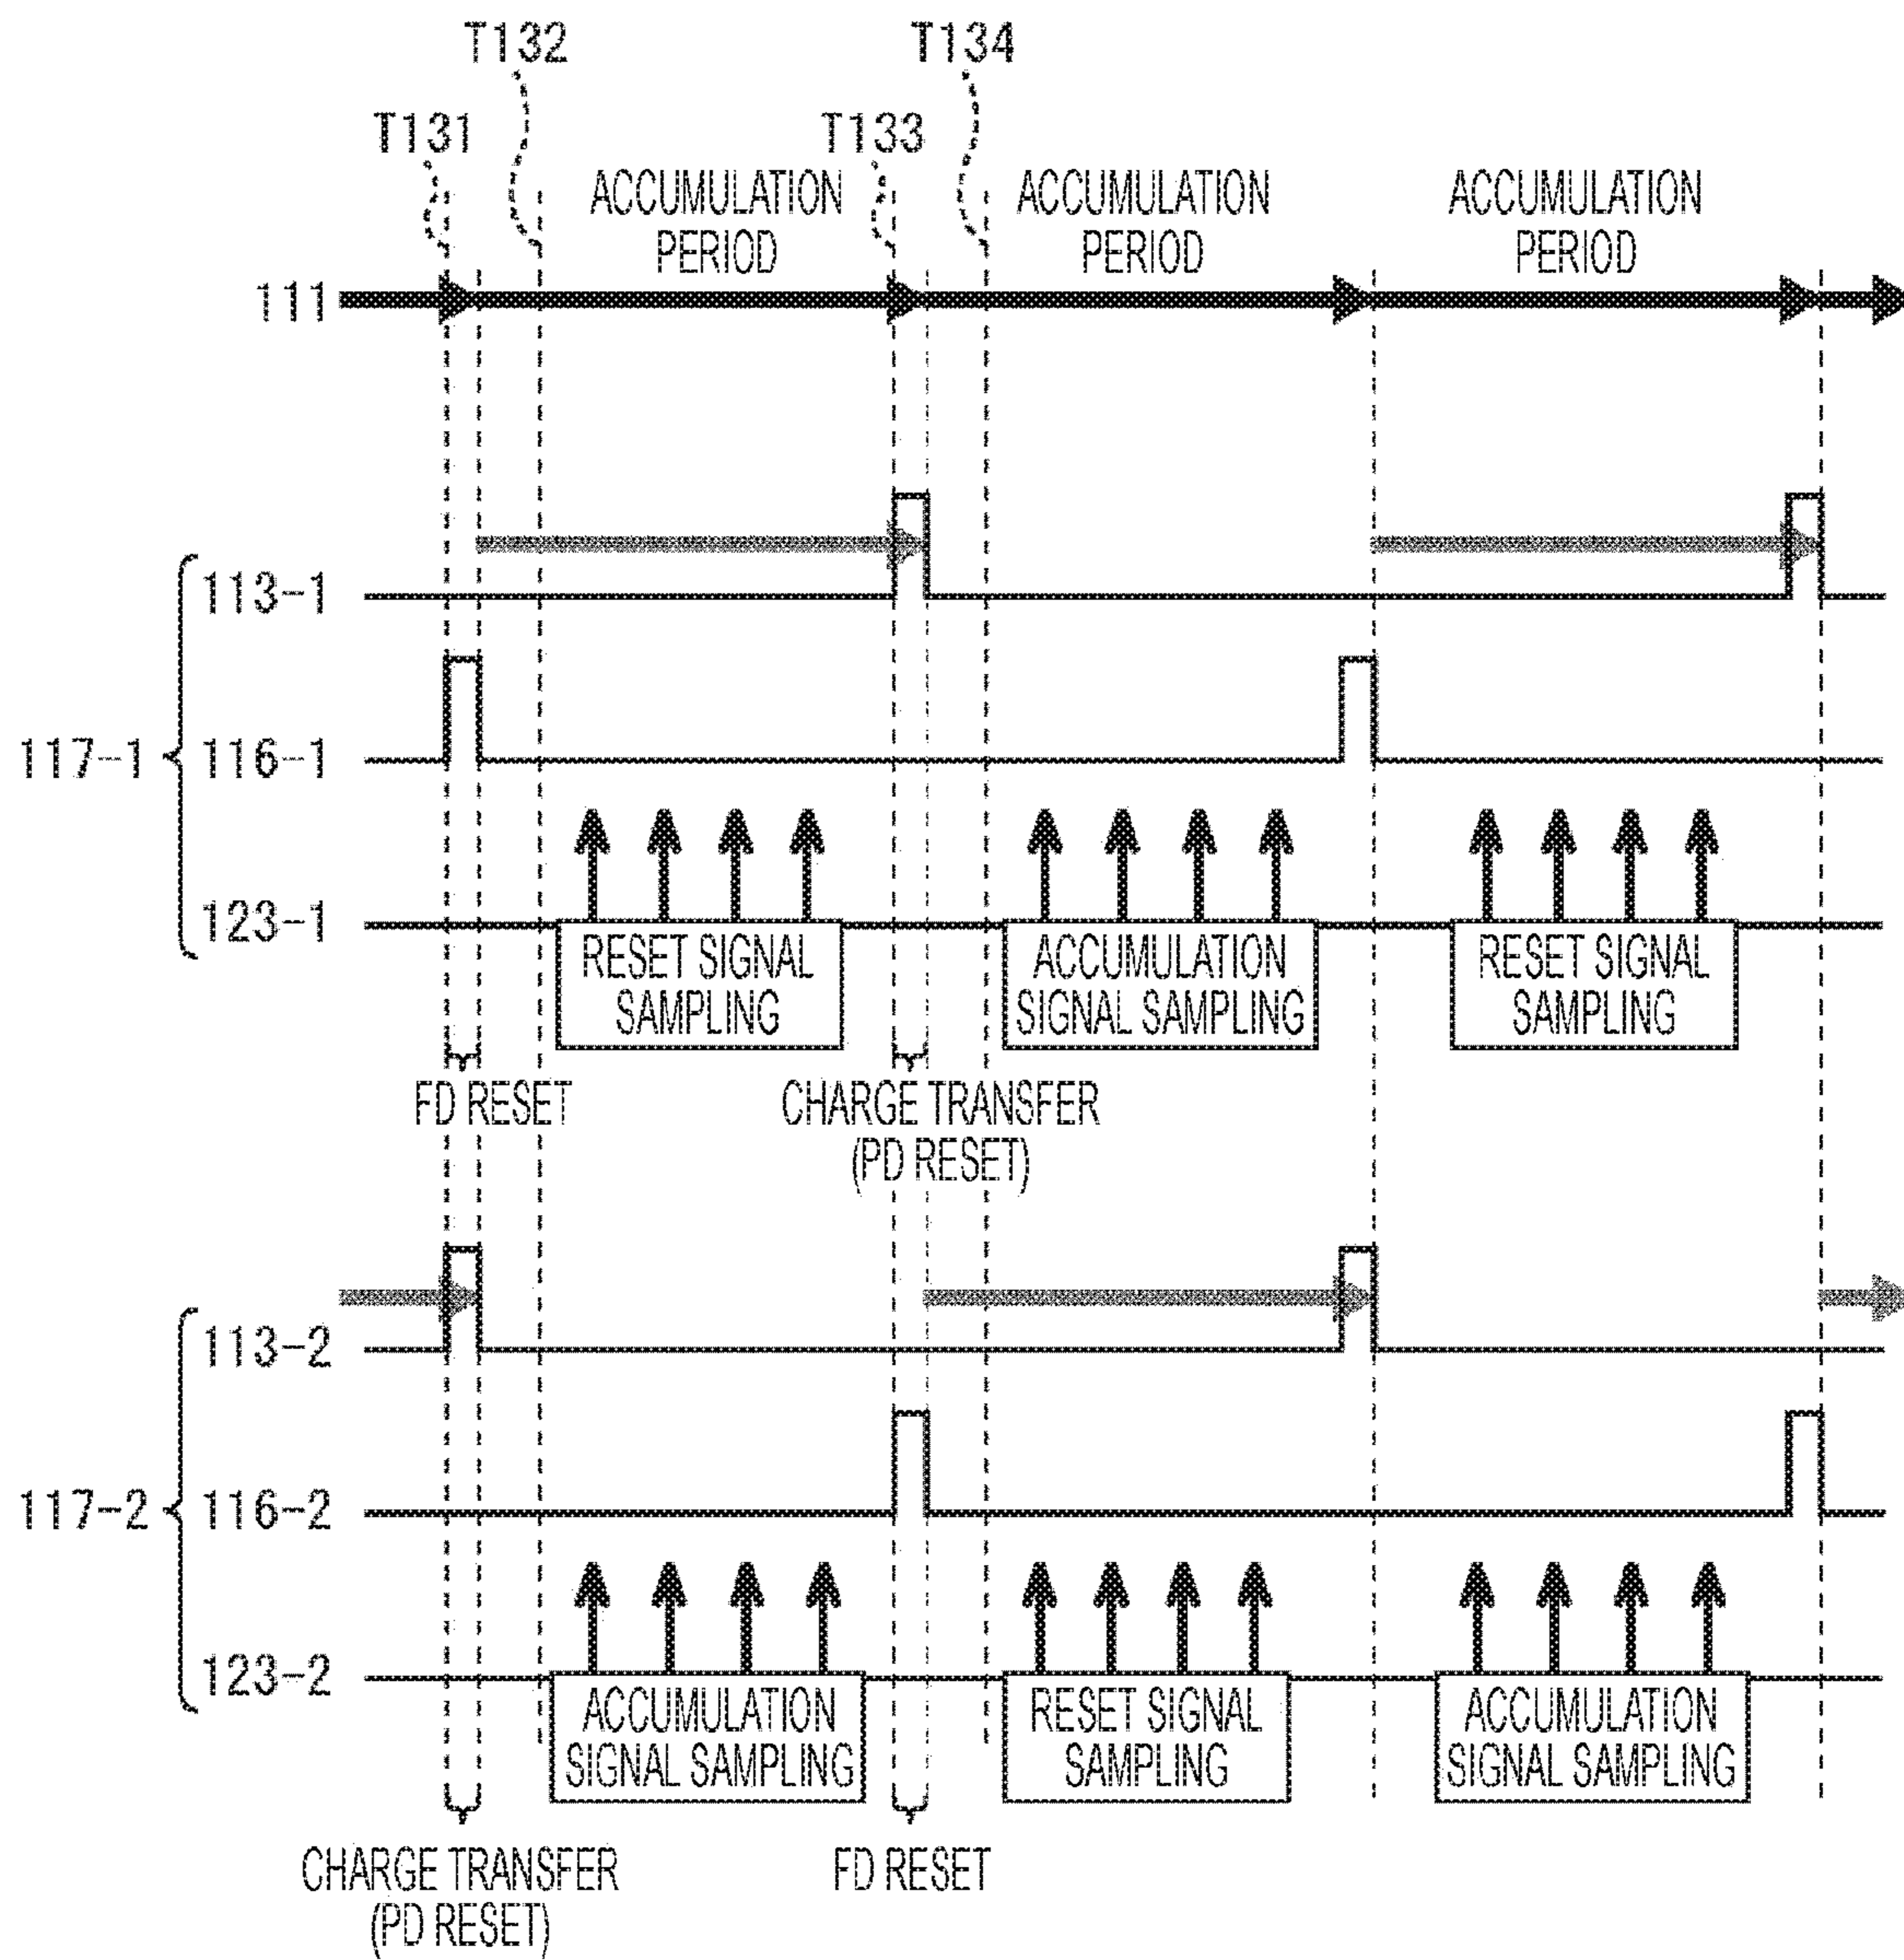 T132
T134
T131
T133
ACCUMULATION
PERIOD
ACCUMULATION
PERIOD
ACCUMULATION
PERIOD
111
113-1
117-1
116-1
123-1
RESET SIGNAL
SAMPLING
ACCUMULATION
SIGNAL SAMPLING
RESET SIGNAL
SAMPLING
FD RESET
CHARGE TRANSFER
(PD RESET)
113-2
117-2
116-2
123-2
ACCUMULATION
SIGNAL SAMPLING
RESET SIGNAL
SAMPLING
ACCUMULATION
SIGNAL SAMPLING
CHARGE TRANSFER
(PD RESET)
FD RESET